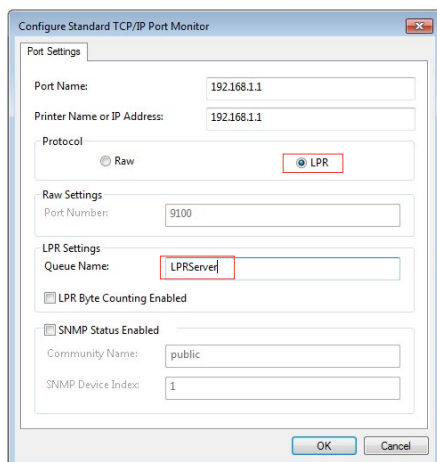 Configure Standard TCP/IP Port Monitor
Port Settings
Port Name: 192.168.1.1
Printer Name or IP Address: 192.168.1.1
Protocol
Raw LPR
Raw Settings
Port Number: 9100
LPR Settings
Queue Name: LPRServer
LPR Byte Counting Enabled
SNMP Status Enabled
Community Name: public
SNMP Device Index: 1
OK Cancel